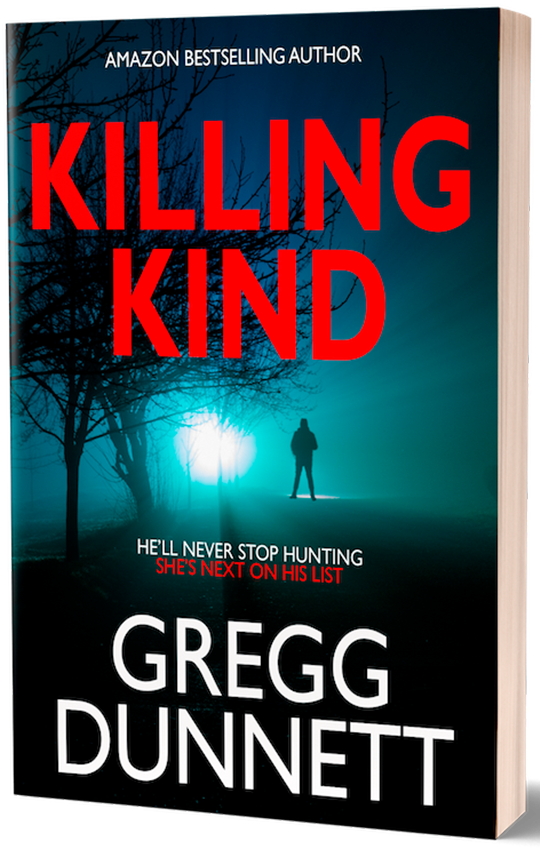 AMAZON BESTSELLING AUTHOR
KILLING
KIND
HE'LL NEVER STOP HUNTING
SHE'S NEXT ON HIS LIST
GREGG
DUNNETT